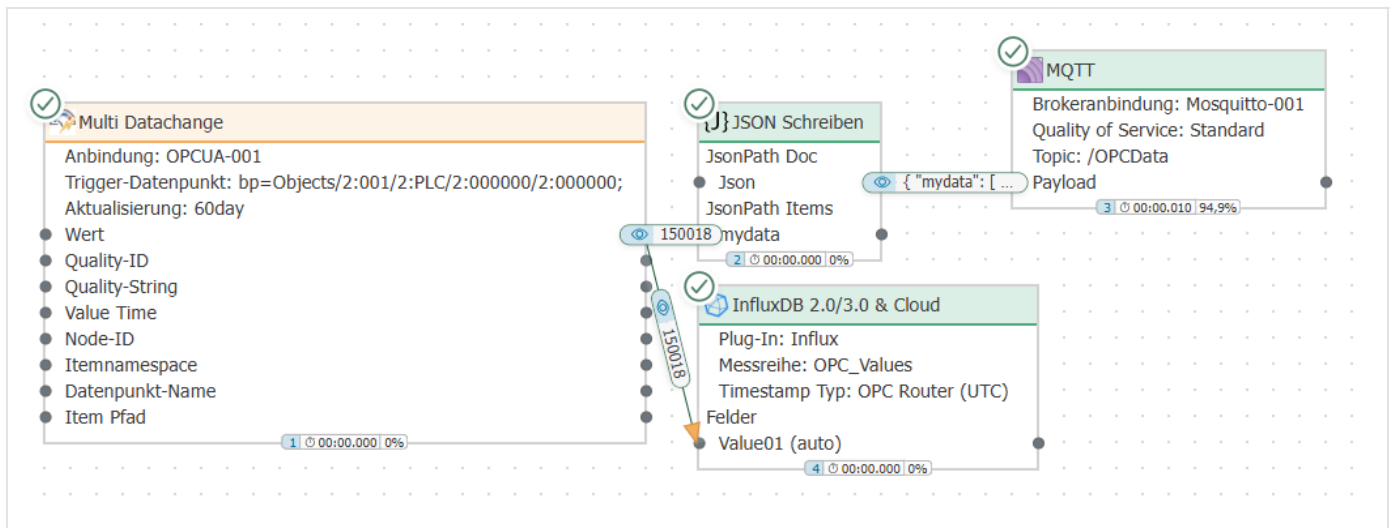 Multi Datachange
Anbindung: OPCUA-001
Trigger-Datenpunkt: bp=Objects/2:001/2:PLC/2:000000/2:000000;
Aktualisierung: 60day
Wert
Quality-ID
Quality-String
Value Time
Node-ID
Itemnamespace
Datenpunkt-Name
Item Pfad
1 00:00.000 0%
150018
150018
{J} JSON Schreiben
JsonPath Doc
Json
JsonPath Items
mydata
2 00:00.000 0%
{ "mydata": [ ...
MQTT
Brokeranbindung: Mosquitto-001
Quality of Service: Standard
Topic: /OPCData
Payload
3 00:00.010 94,9%
InfluxDB 2.0/3.0 & Cloud
Plug-In: Influx
Messreihe: OPC_Values
Timestamp Typ: OPC Router (UTC)
Felder
Value01 (auto)
4 00:00.000 0%